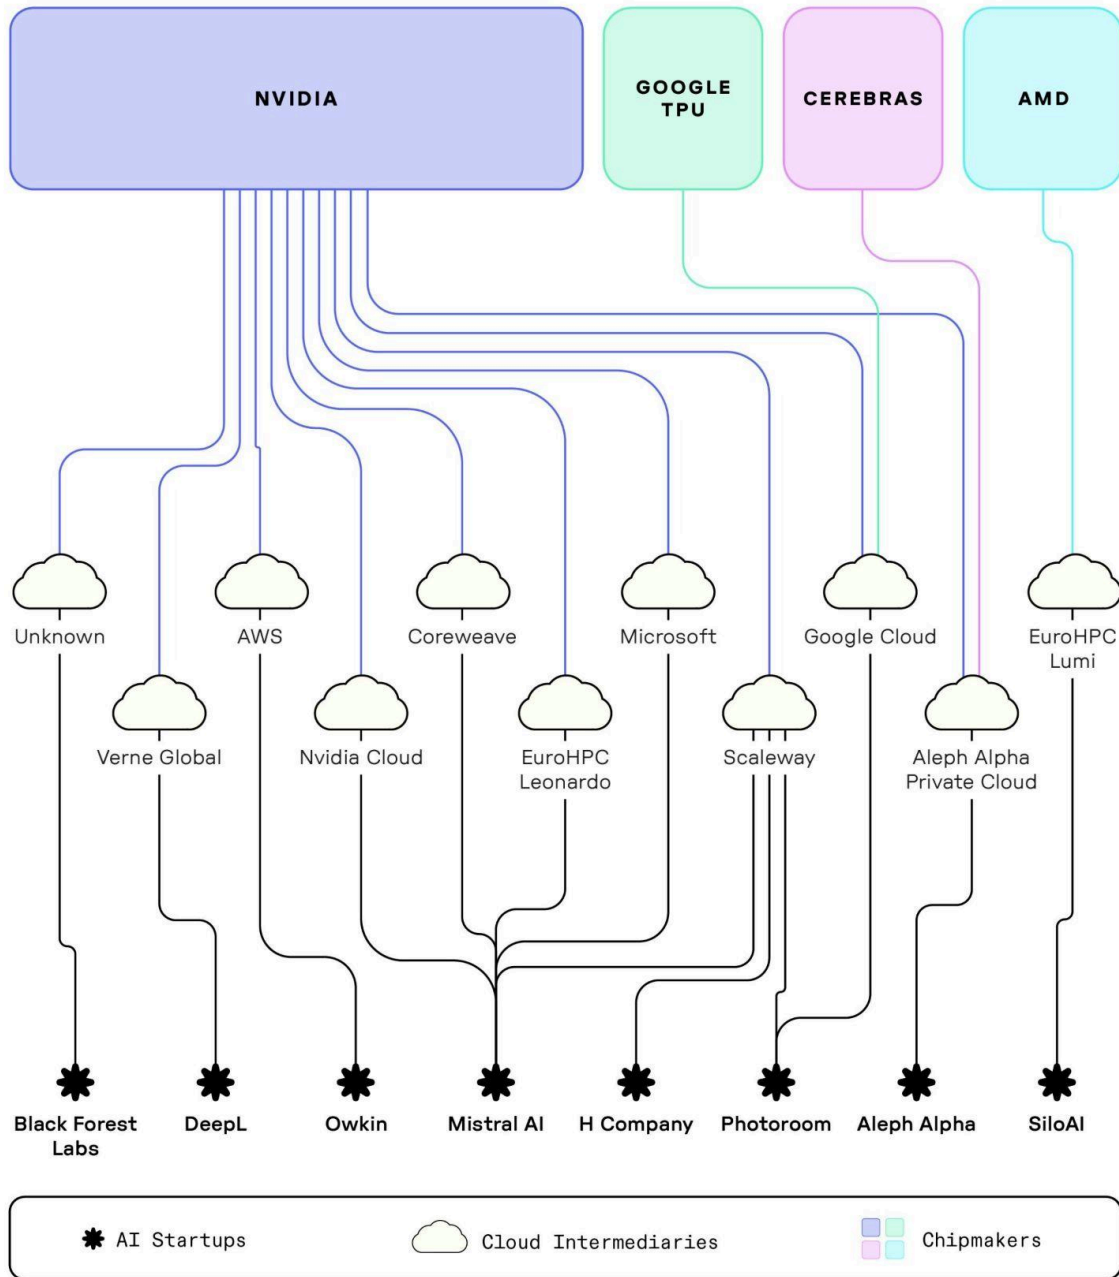 NVIDIA
GOOGLE
TPU
CEREBRAS
AMD
Unknown
AWS
Coreweave
Microsoft
Google Cloud
EuroHPC
Lumi
Verne Global
Nvidia Cloud
EuroHPC
Leonardo
Scaleway
Aleph Alpha
Private Cloud
Black Forest
Labs
DeepL
Owkin
Mistral AI
H Company
Photoroom
Aleph Alpha
SiloAI
AI Startups
Cloud Intermediaries
Chipmakers